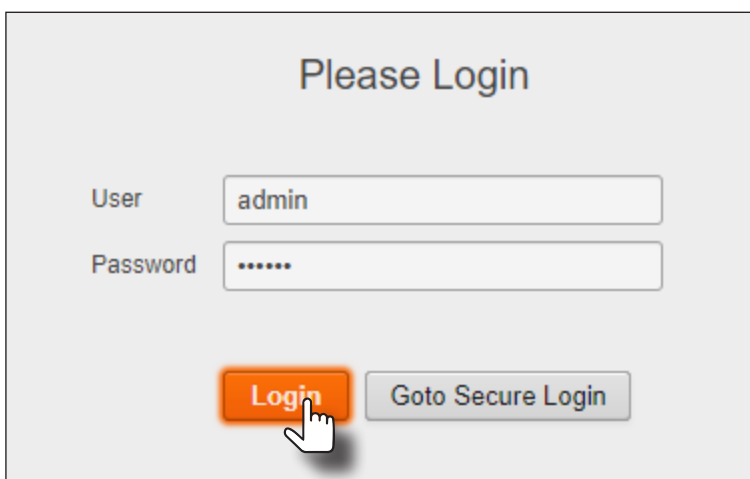 Please Login
User admin
Password ••••••
Login Goto Secure Login